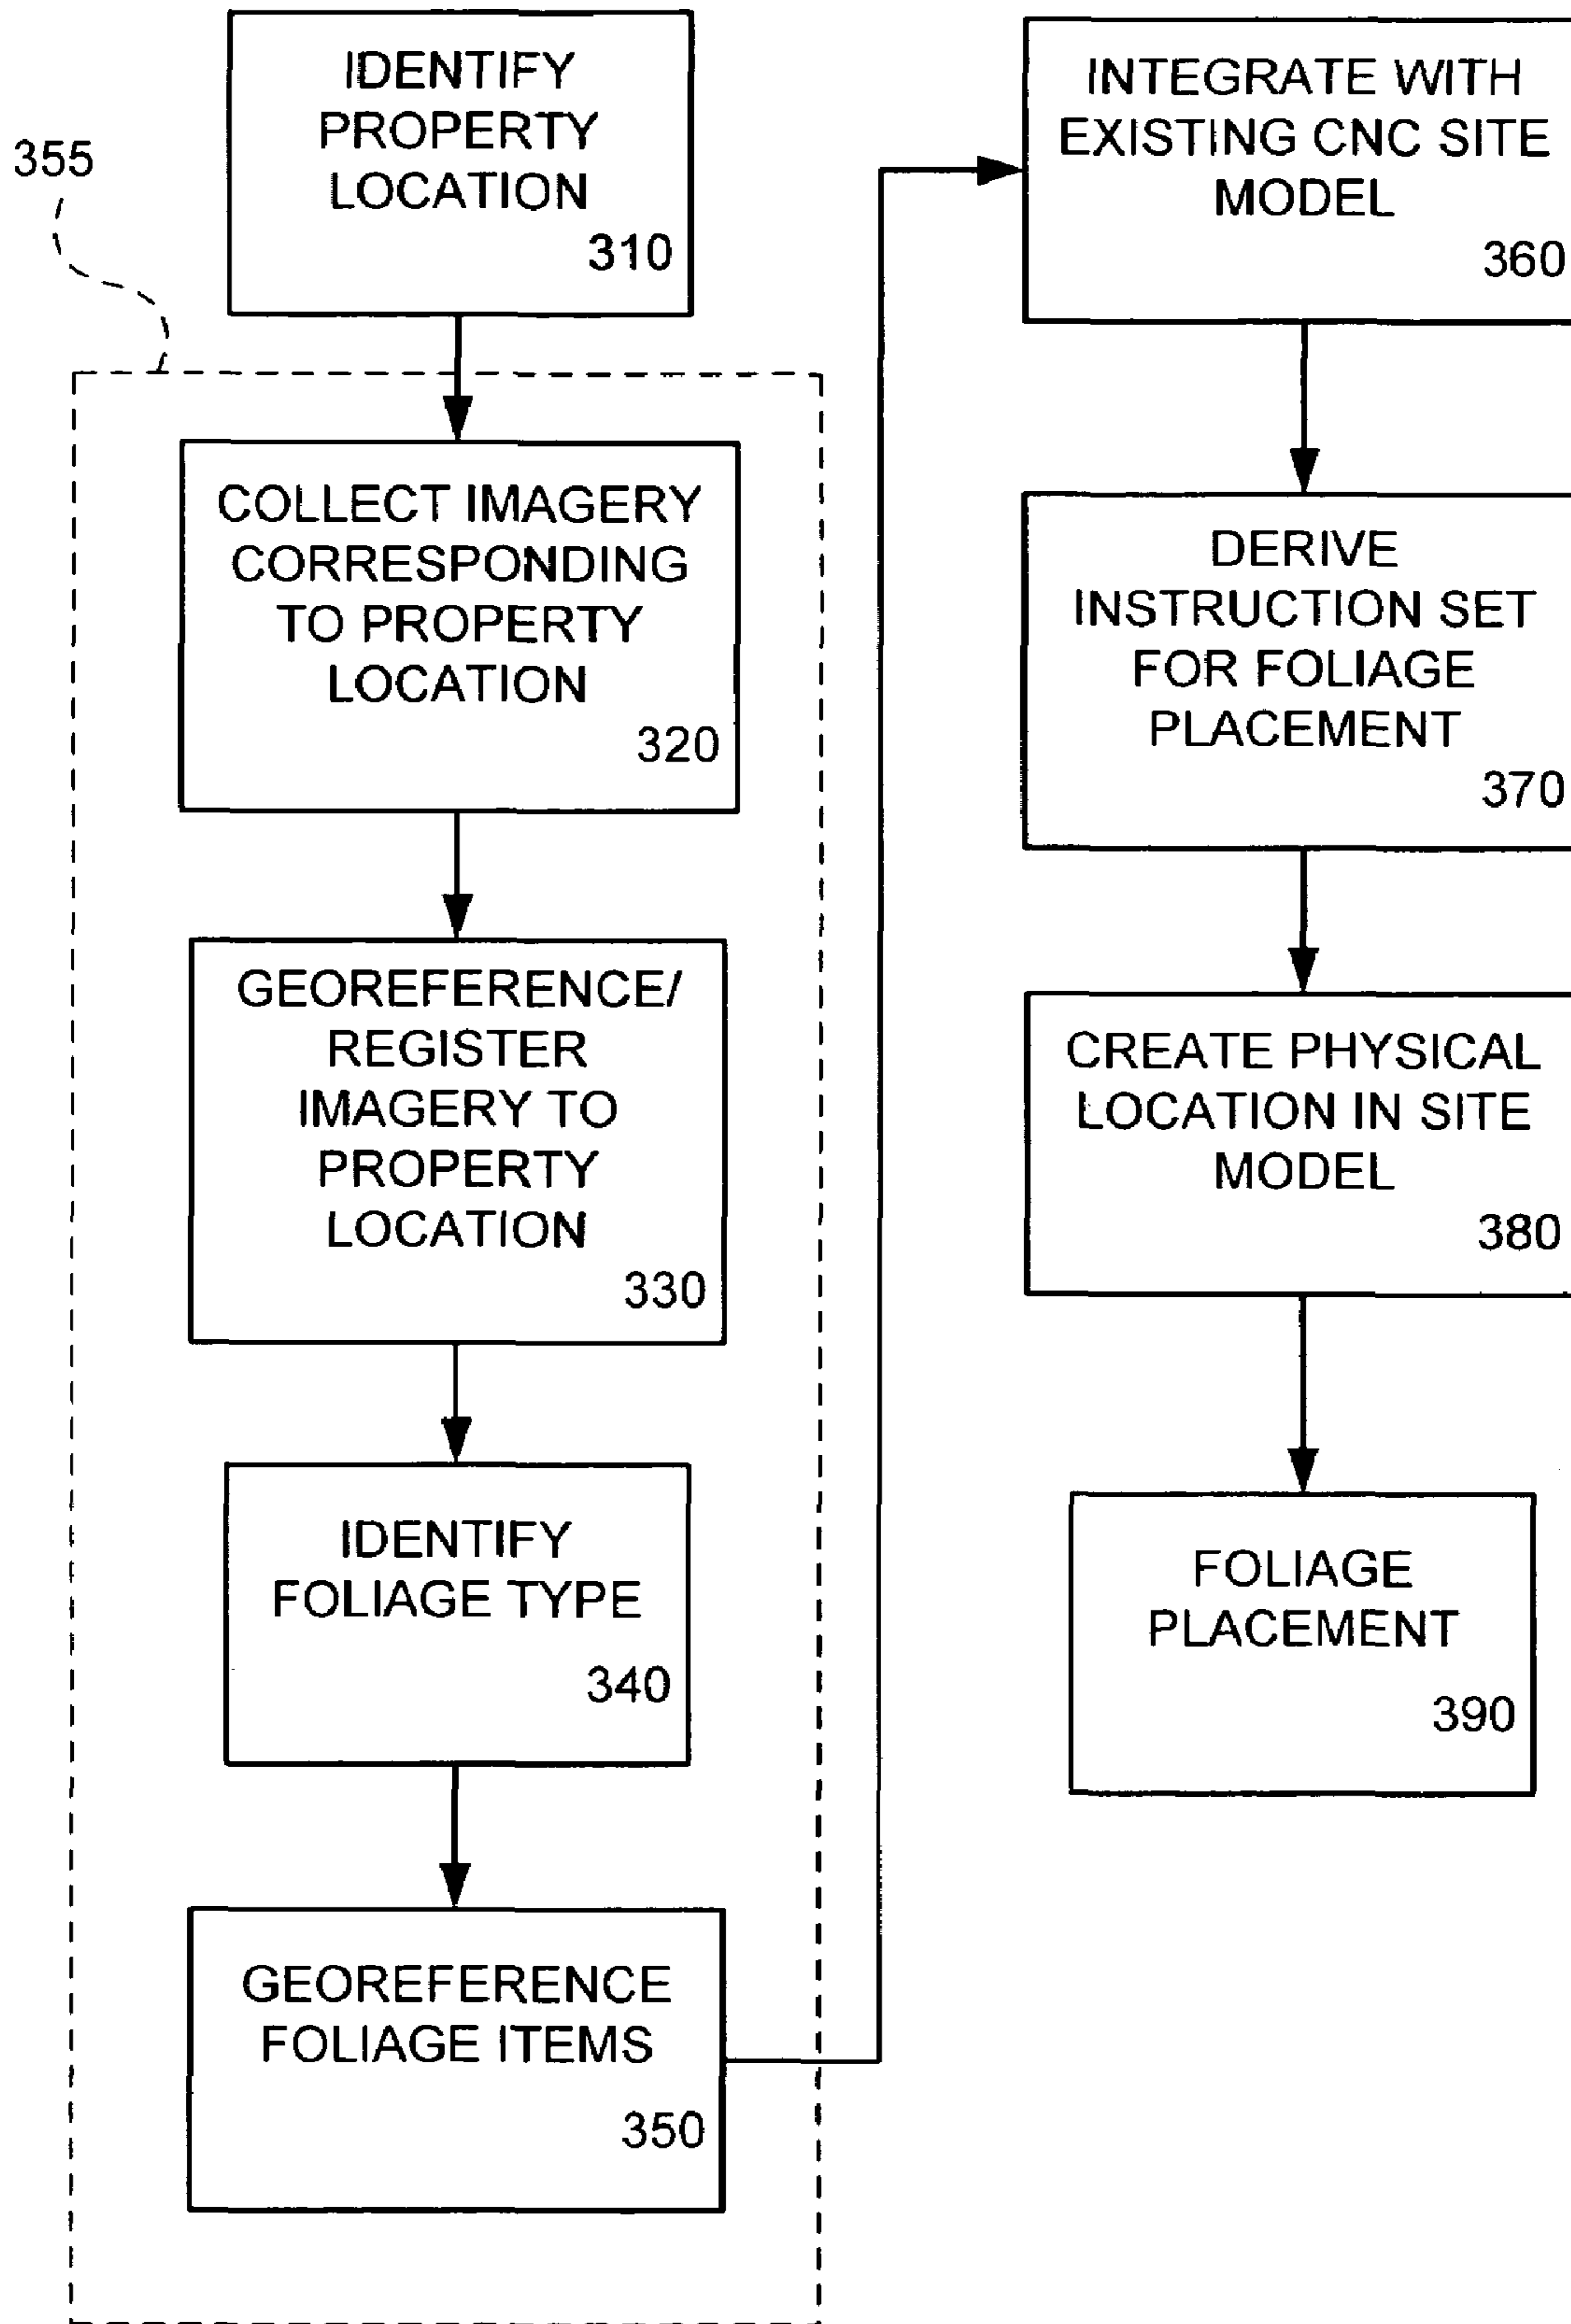 IDENTIFY
PROPERTY
LOCATION
310
355
COLLECT IMAGERY
CORRESPONDING
TO PROPERTY
LOCATION
320
GEOREFERENCE/
REGISTER
IMAGERY TO
PROPERTY
LOCATION
330
IDENTIFY
FOLIAGE TYPE
340
GEOREFERENCE
FOLIAGE ITEMS
350
INTEGRATE WITH
EXISTING CNC SITE
MODEL
360
DERIVE
INSTRUCTION SET
FOR FOLIAGE
PLACEMENT
370
CREATE PHYSICAL
LOCATION IN SITE
MODEL
380
FOLIAGE
PLACEMENT
390